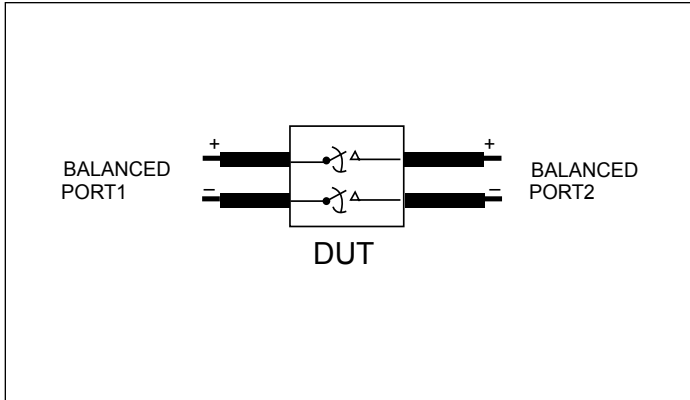 + +
BALANCED
PORT1
BALANCED
PORT2
– –
DUT